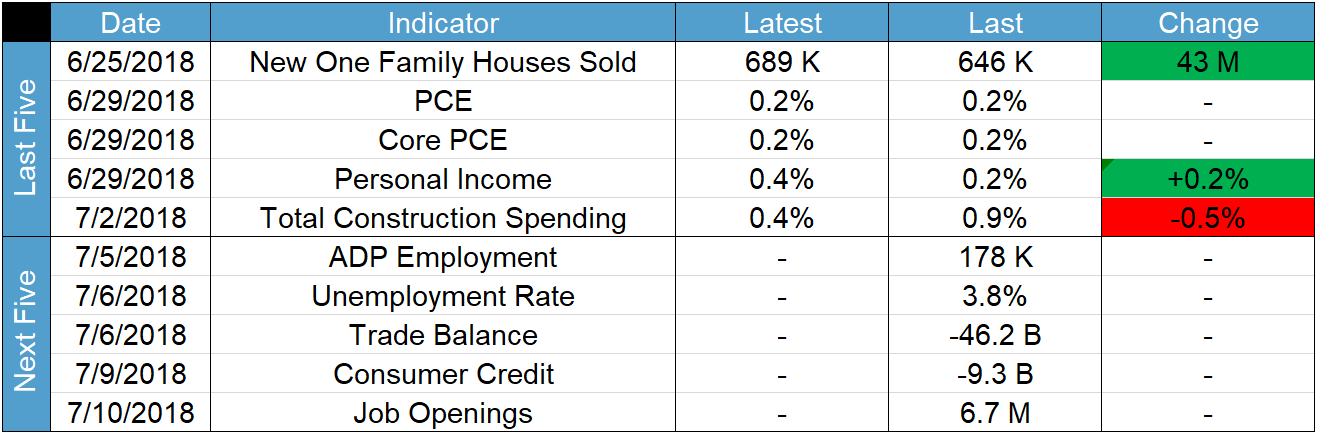 Date Indicator Latest Last Change
Last Five
6/25/2018 New One Family Houses Sold 689 K 646 K 43 M
6/29/2018 PCE 0.2% 0.2% -
6/29/2018 Core PCE 0.2% 0.2% -
6/29/2018 Personal Income 0.4% 0.2% +0.2%
7/2/2018 Total Construction Spending 0.4% 0.9% -0.5%
Next Five
7/5/2018 ADP Employment - 178 K -
7/6/2018 Unemployment Rate - 3.8% -
7/6/2018 Trade Balance - -46.2 B -
7/9/2018 Consumer Credit - -9.3 B -
7/10/2018 Job Openings - 6.7 M -